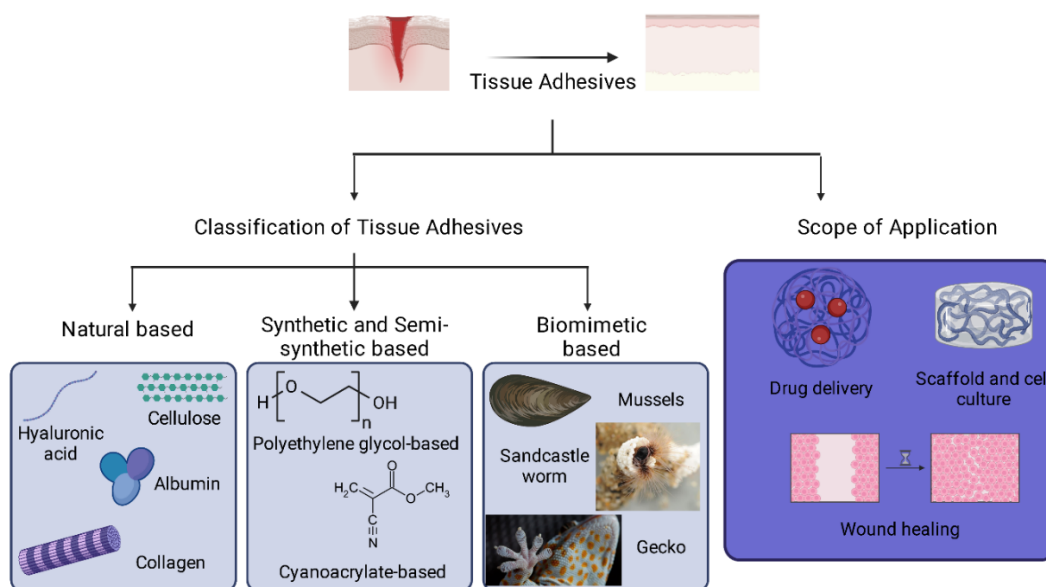 Tissue Adhesives
Classification of Tissue Adhesives
Scope of Application
Natural based
Synthetic and Semi-
synthetic based
Biomimetic
based
Hyaluronic
acid
Cellulose
Albumin
Collagen
H
O
OH
n
Polyethylene glycol-based
O
H₂C
O
CH₃
C
N
Cyanoacrylate-based
Mussels
Sandcastle
worm
Gecko
Drug delivery
Scaffold and cell
culture
Wound healing